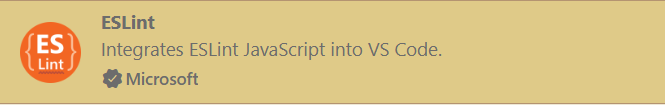 {ES}
Lint
ESLint
Integrates ESLint JavaScript into VS Code.
Microsoft